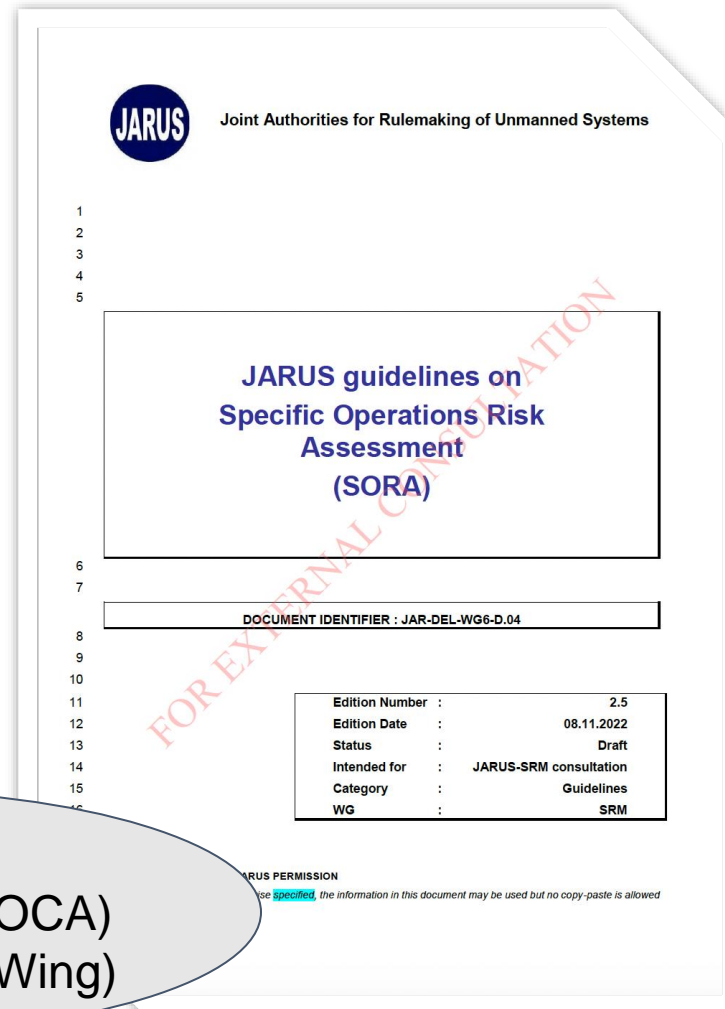 JARUS
Joint Authorities for Rulemaking of Unmanned Systems
1
2
3
4
5
JARUS guidelines on
Specific Operations Risk
Assessment
(SORA)
FOR EXTERNAL CONSULTATION
6
7
DOCUMENT IDENTIFIER : JAR-DEL-WG6-D.04
8
9
10
11 Edition Number : 2.5
12 Edition Date : 08.11.2022
13 Status : Draft
14 Intended for : JARUS-SRM consultation
15 Category : Guidelines
WG : SRM
ARUS PERMISSION
ise specified, the information in this document may be used but no copy-paste is allowed
OCA)
Wing)